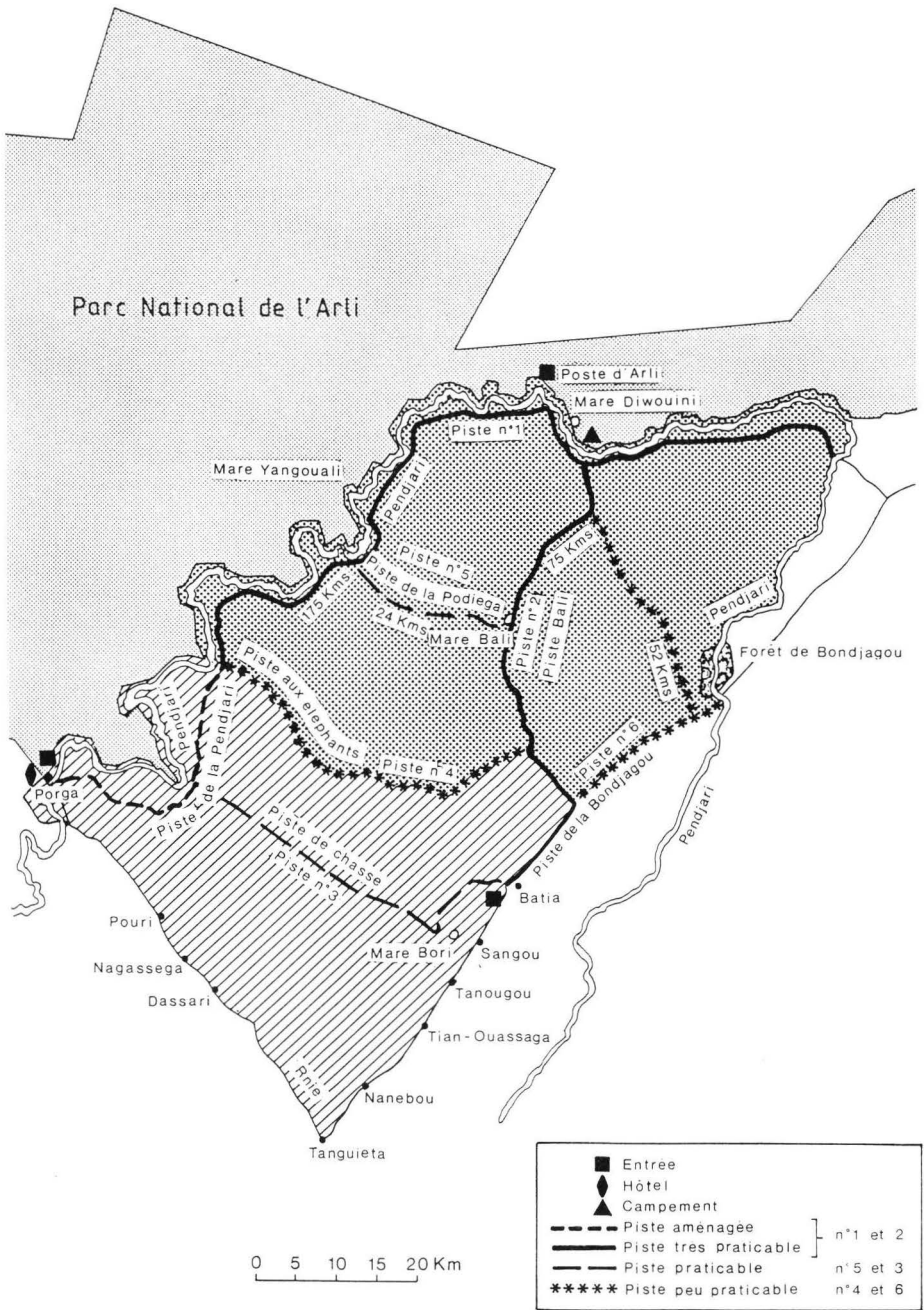 Parc National de l'Arli
Poste d'Arli
Mare Diwouini
Piste n°1
Mare Yangouali
Pendjari
Piste n°5
Piste de la Podiega
75 Kms
175 Kms
24 Kms
Mare Bali
Piste n°2
Piste Bali
Pendjari
52 Kms
Forêt de Bondjagou
Piste aux elephants
Pendjari
Piste de la Pendjari
Piste n°4
Piste n°6
Piste de la Bondjagou
Pendjari
Porga
Piste de chasse
Piste n°3
Batia
Pouri
Mare Bori
Sangou
Nagassega
Tanougou
Dassari
Tian-Ouassaga
Rnie
Nanebou
Tanguieta
Entrée
Hôtel
Campement
Piste aménagée
n°1 et 2
Piste très praticable
Piste praticable n°5 et 3
Piste peu praticable n°4 et 6
0 5 10 15 20 Km